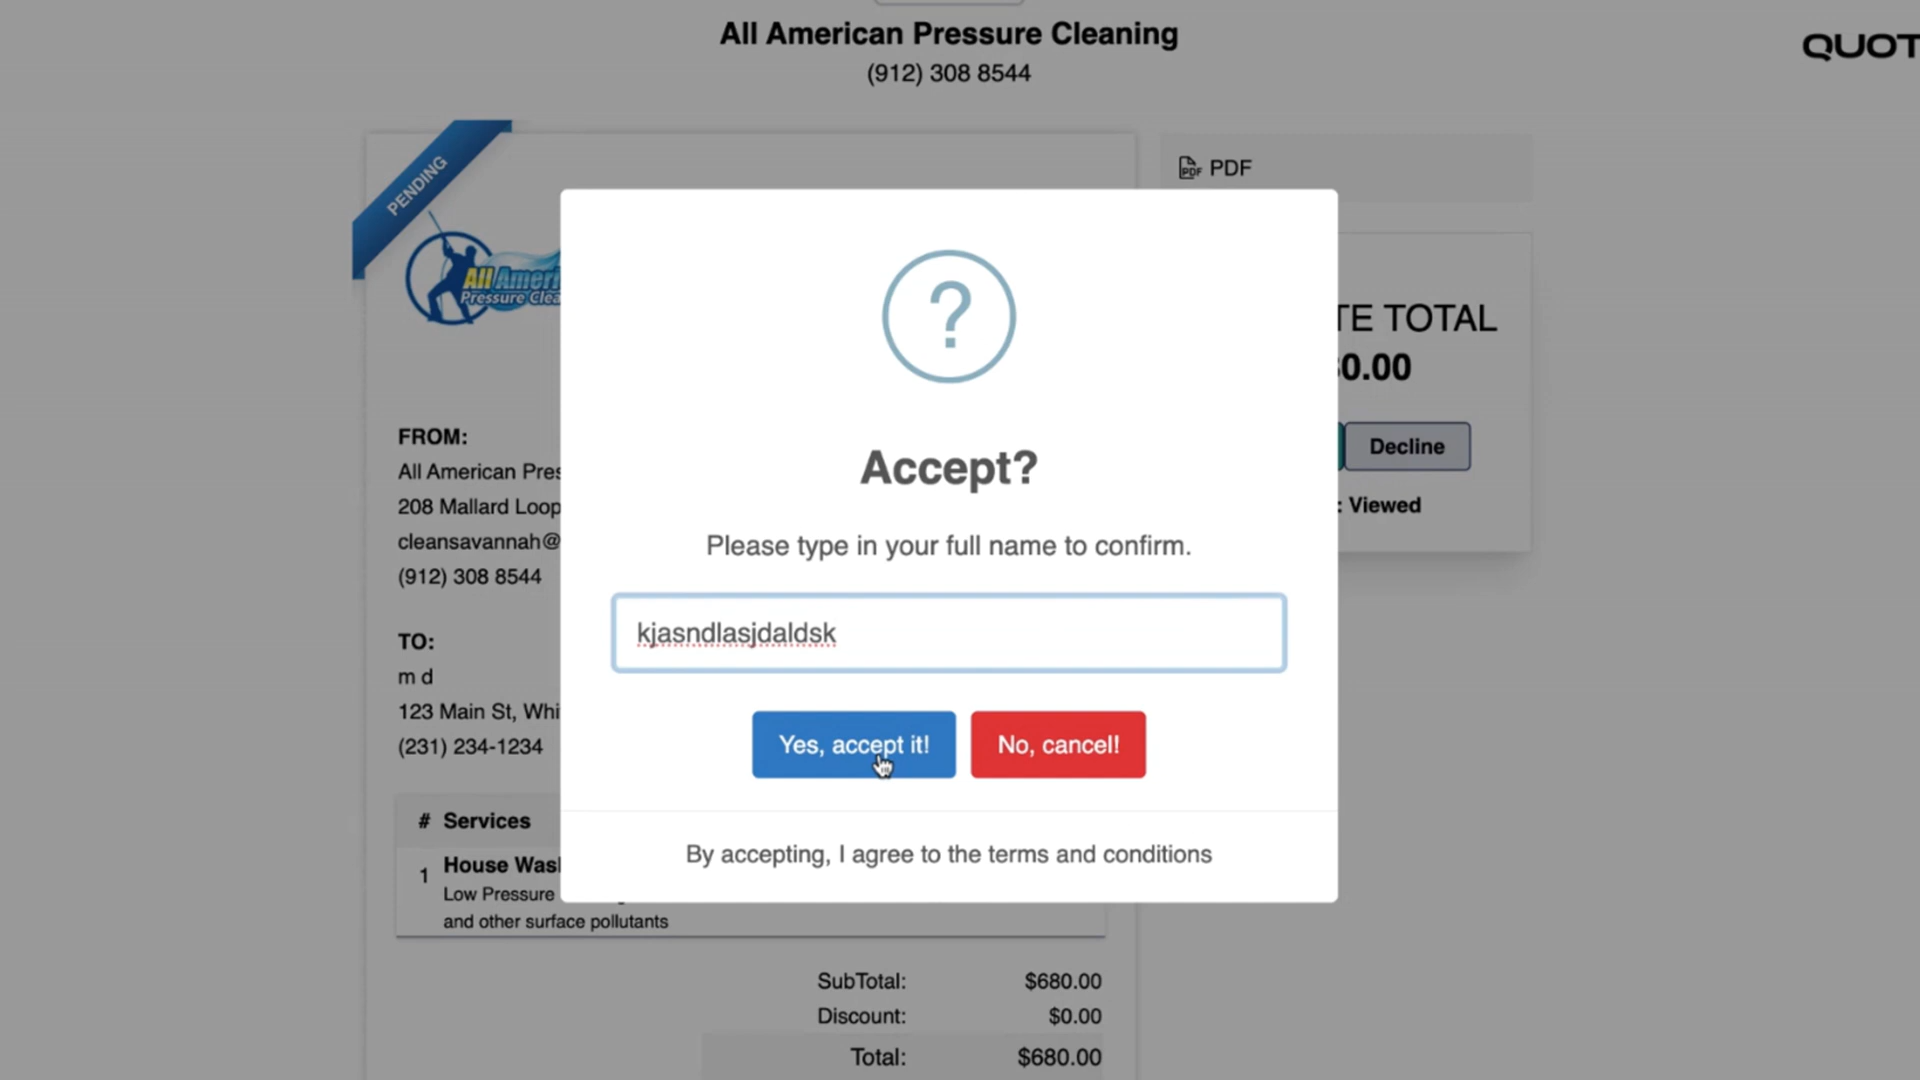 All American Pressure Cleaning
(912) 308 8544
QUOT
PENDING
PDF
All Ameri
Pressure Clea
?
TE TOTAL
0.00
Accept?
Decline
FROM:
All American Pres
208 Mallard Loop
cleansavannah@
(912) 308 8544
: Viewed
Please type in your full name to confirm.
kjasndlasjdaldsk
TO:
m d
123 Main St, Whi
(231) 234-1234
Yes, accept it!
No, cancel!
# Services
1 House Wasl
Low Pressure
and other surface pollutants
By accepting, I agree to the terms and conditions
SubTotal: $680.00
Discount: $0.00
Total: $680.00